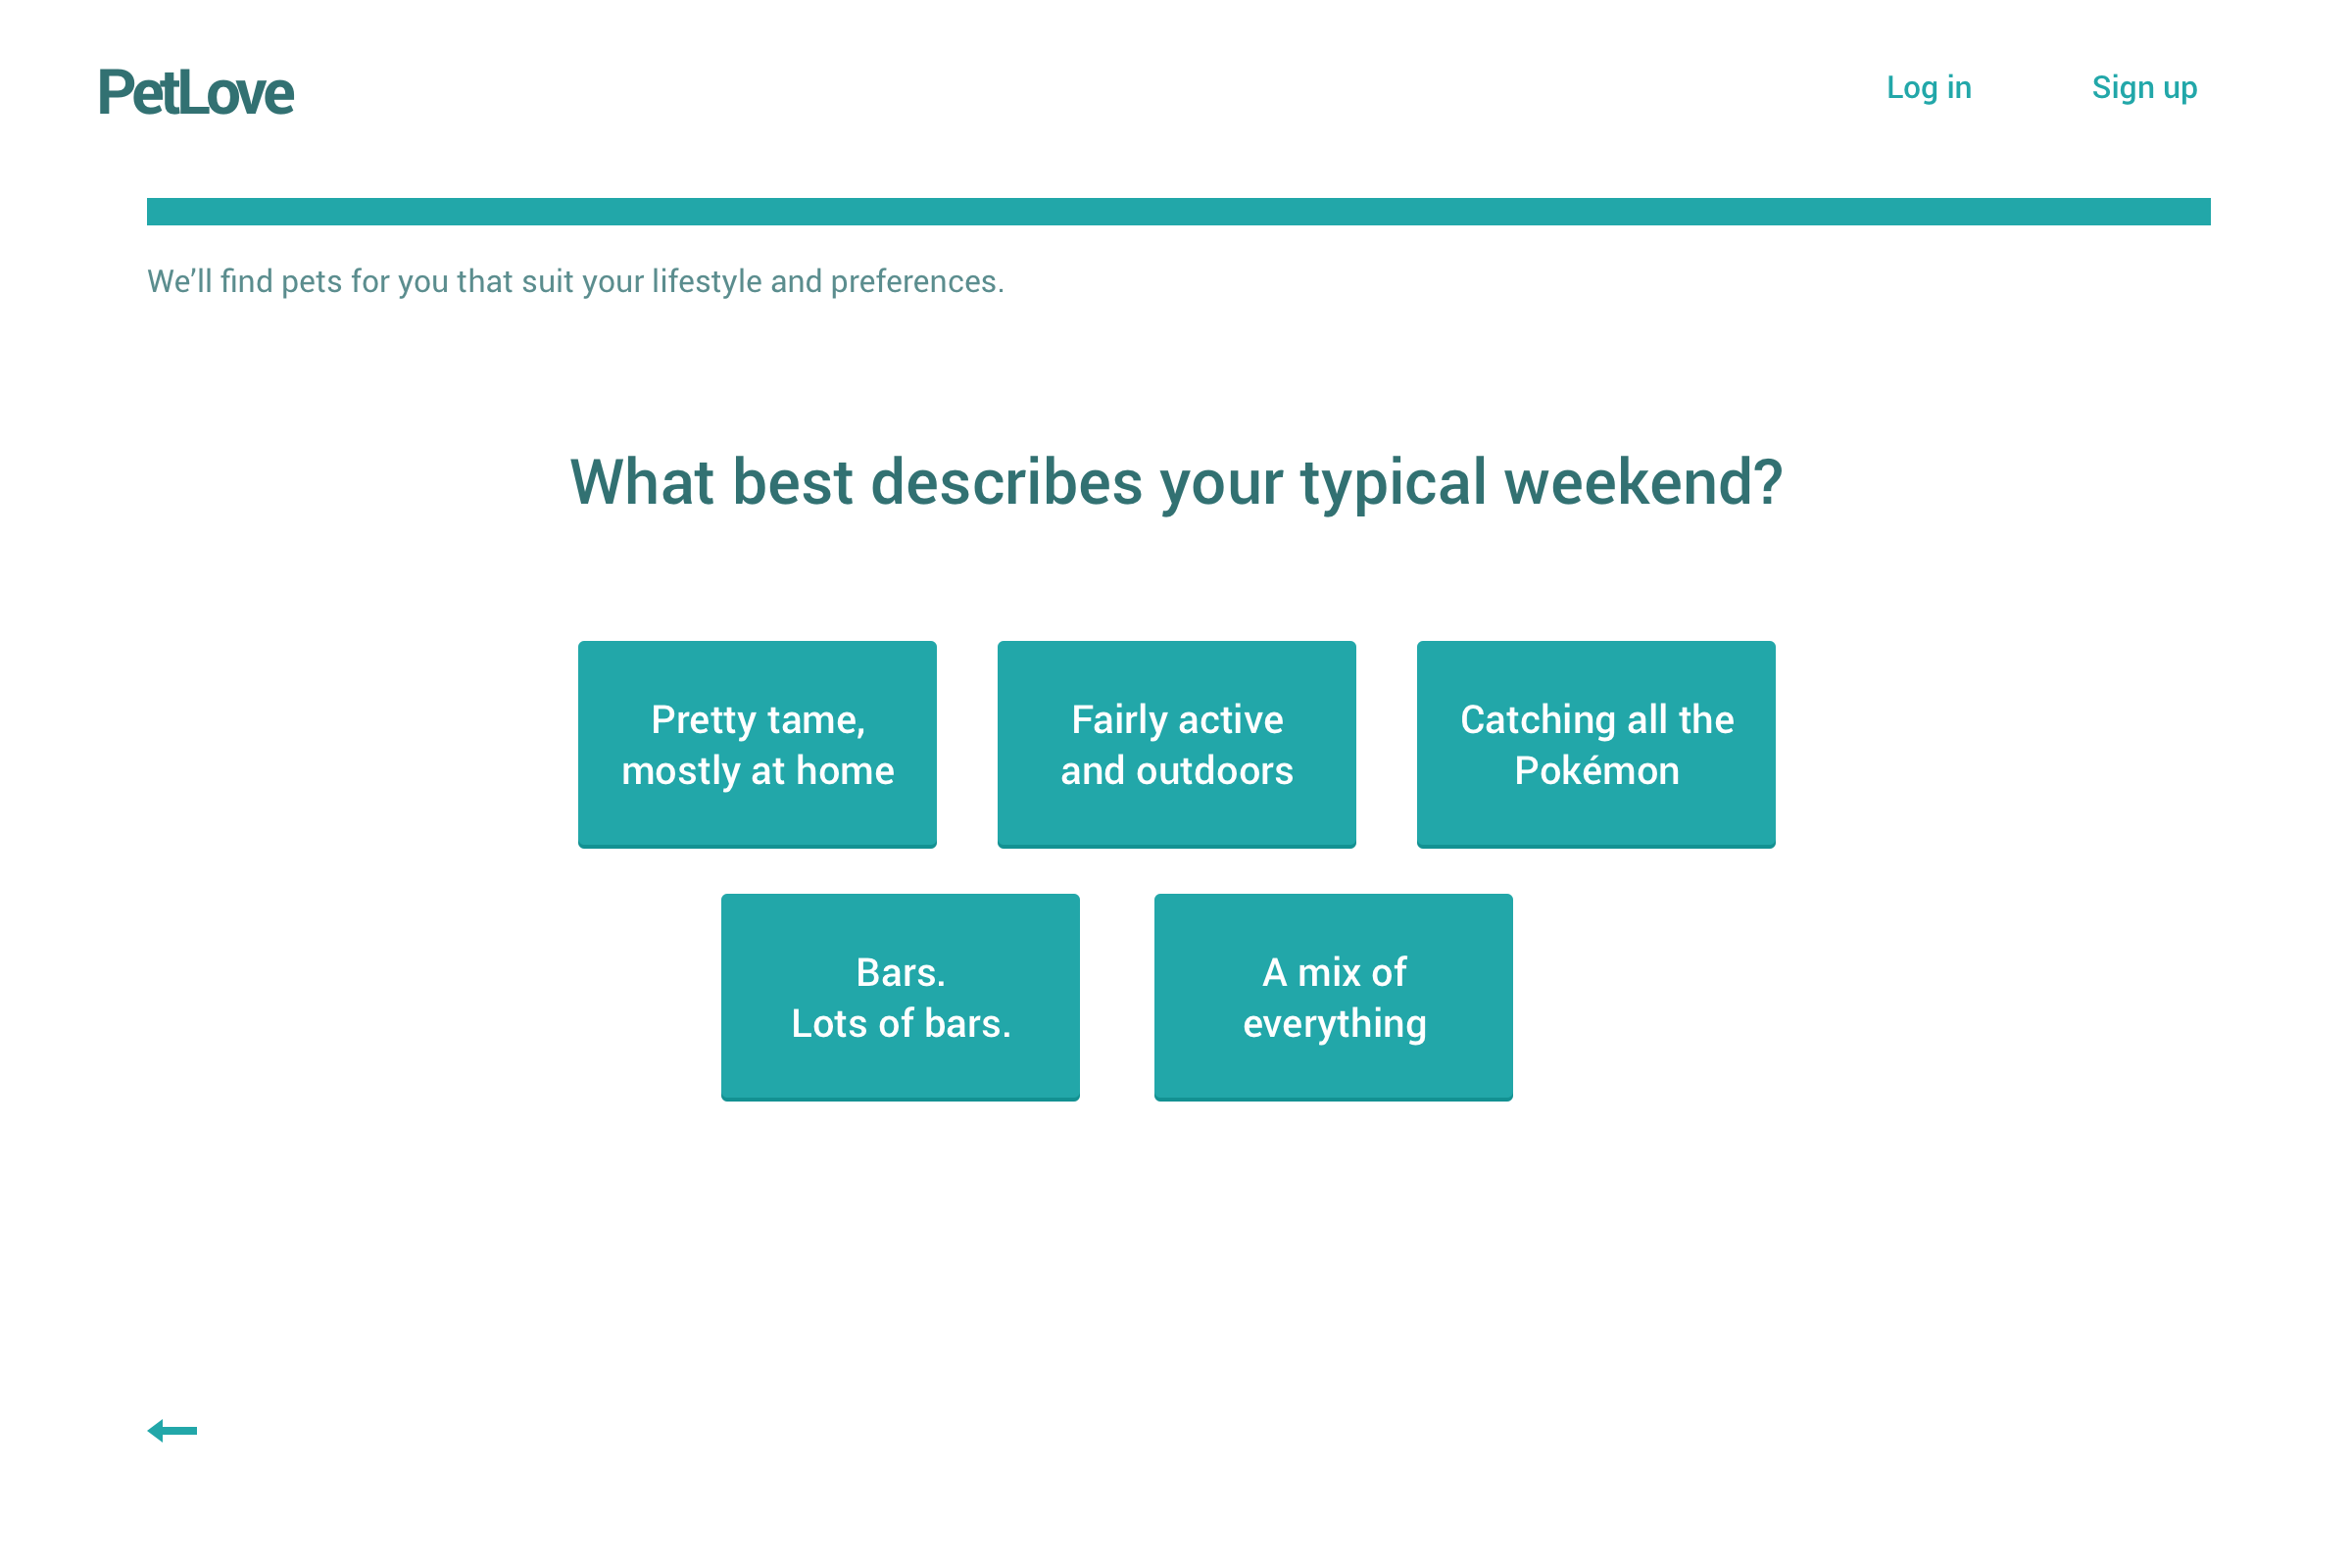 PetLove
Log in
Sign up
We’ll find pets for you that suit your lifestyle and preferences.
What best describes your typical weekend?
Pretty tame,
mostly at home
Fairly active
and outdoors
Catching all the
Pokémon
Bars.
Lots of bars.
A mix of
everything